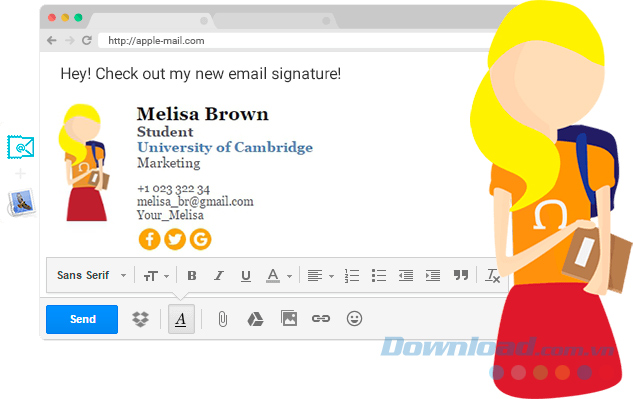 http://apple-mail.com
Hey! Check out my new email signature!
Melisa Brown
Student
University of Cambridge
Marketing
+1 023 322 34
melisa_br@gmail.com
Your_Melisa
Sans Serif
B I U A
Send
A
Ω
Download.com.vn